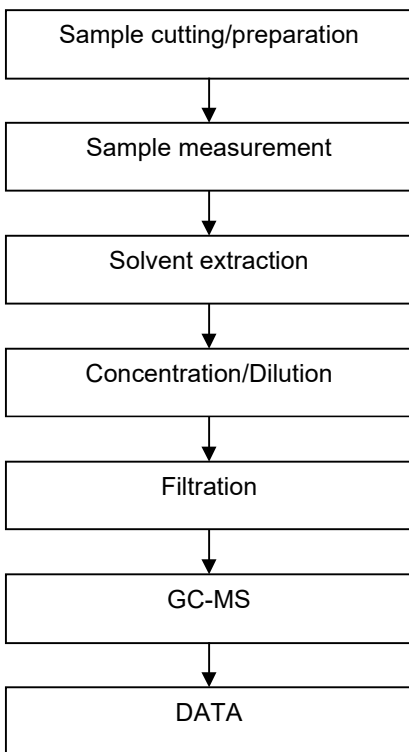 Sample cutting/preparation
Sample measurement
Solvent extraction
Concentration/Dilution
Filtration
GC-MS
DATA